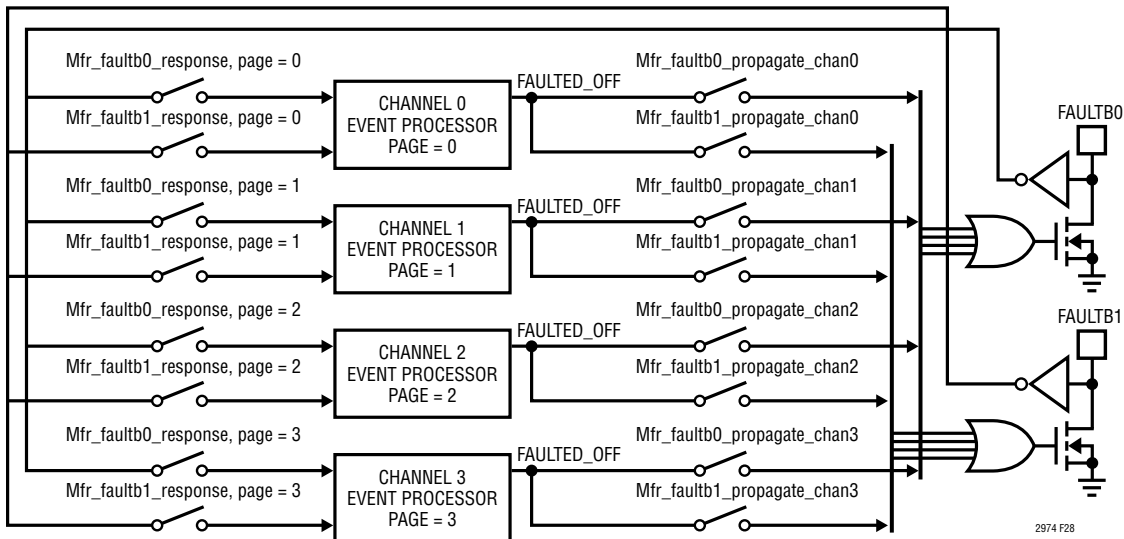 Mfr_faultb0_response, page = 0
Mfr_faultb1_response, page = 0
CHANNEL 0
EVENT PROCESSOR
PAGE = 0
FAULTED_OFF
Mfr_faultb0_propagate_chan0
Mfr_faultb1_propagate_chan0
FAULTB0
Mfr_faultb0_response, page = 1
Mfr_faultb1_response, page = 1
CHANNEL 1
EVENT PROCESSOR
PAGE = 1
FAULTED_OFF
Mfr_faultb0_propagate_chan1
Mfr_faultb1_propagate_chan1
Mfr_faultb0_response, page = 2
Mfr_faultb1_response, page = 2
CHANNEL 2
EVENT PROCESSOR
PAGE = 2
FAULTED_OFF
Mfr_faultb0_propagate_chan2
Mfr_faultb1_propagate_chan2
FAULTB1
Mfr_faultb0_response, page = 3
Mfr_faultb1_response, page = 3
CHANNEL 3
EVENT PROCESSOR
PAGE = 3
FAULTED_OFF
Mfr_faultb0_propagate_chan3
Mfr_faultb1_propagate_chan3
2974 F28